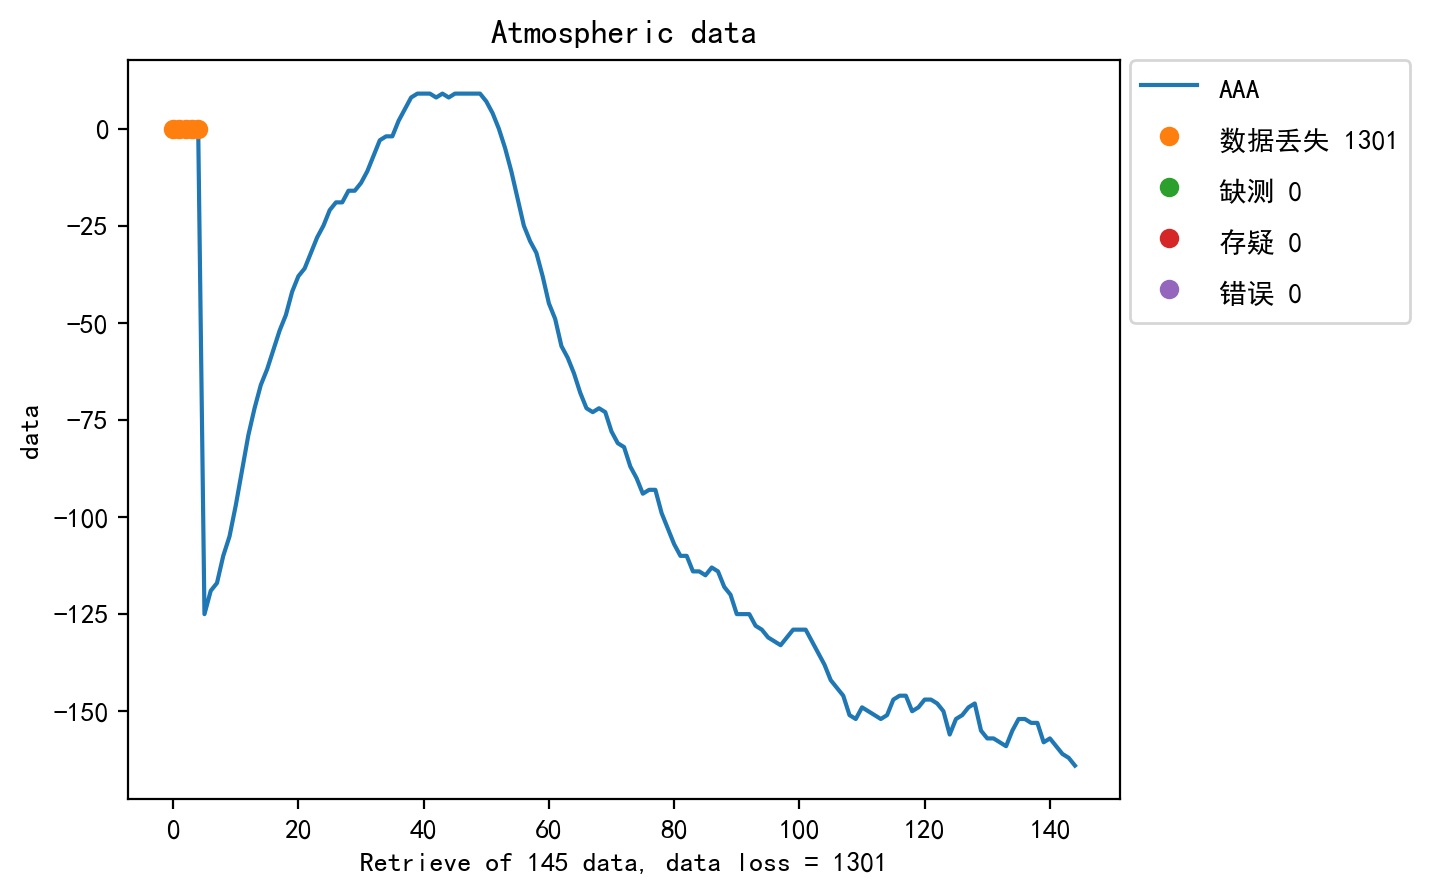 Atmospheric data
AAA
数据丢失 1301
缺测 0
存疑 0
错误 0
data
0
−25
−50
−75
−100
−125
−150
0 20 40 60 80 100 120 140
Retrieve of 145 data, data loss = 1301